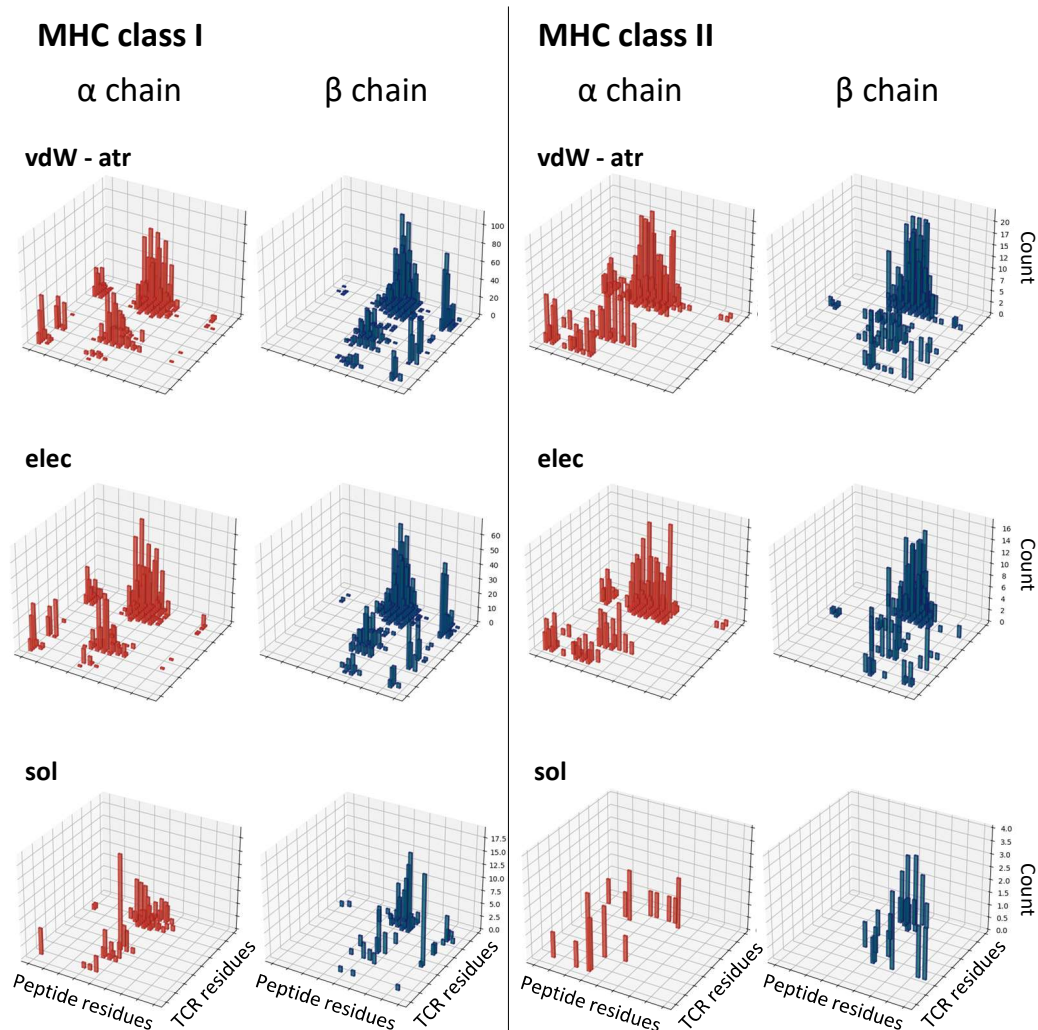 MHC class I
MHC class II
α chain
β chain
α chain
β chain
vdW - atr
vdW - atr
100
80
60
40
20
0
20
17
15
12
10
7
5
2
0
Count
elec
elec
60
50
40
30
20
10
0
16
14
12
10
8
6
4
2
0
Count
sol
sol
17.5
15.0
12.5
10.0
7.5
5.0
2.5
0.0
4.0
3.5
3.0
2.5
2.0
1.5
1.0
0.5
0.0
Count
Peptide residues
TCR residues
Peptide residues
TCR residues
Peptide residues
TCR residues
Peptide residues
TCR residues